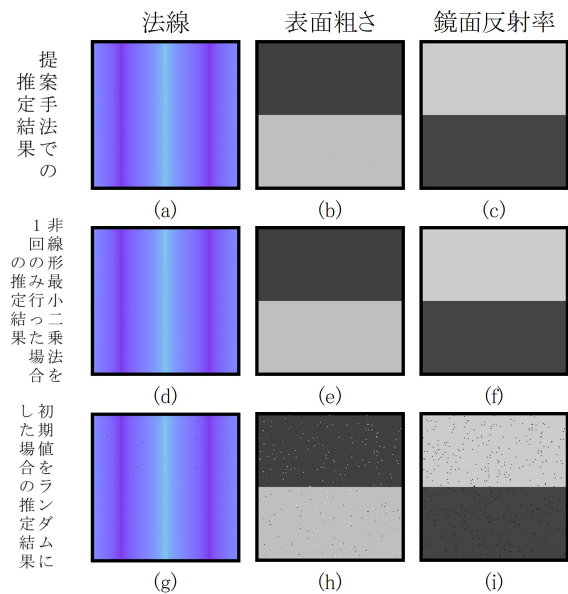 法線
表面粗さ
鏡面反射率
提案手法での
推定結果
(a)
(b)
(c)
非線形最小二乗法を
1回のみ行った場合
の推定結果
(d)
(e)
(f)
初期値をランダムに
した場合の推定結果
(g)
(h)
(i)